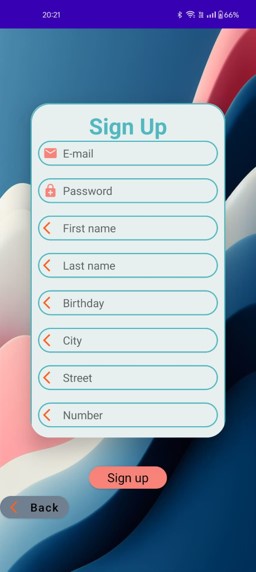 20:21
66%
Sign Up
E-mail
Password
First name
Last name
Birthday
City
Street
Number
Sign up
Back